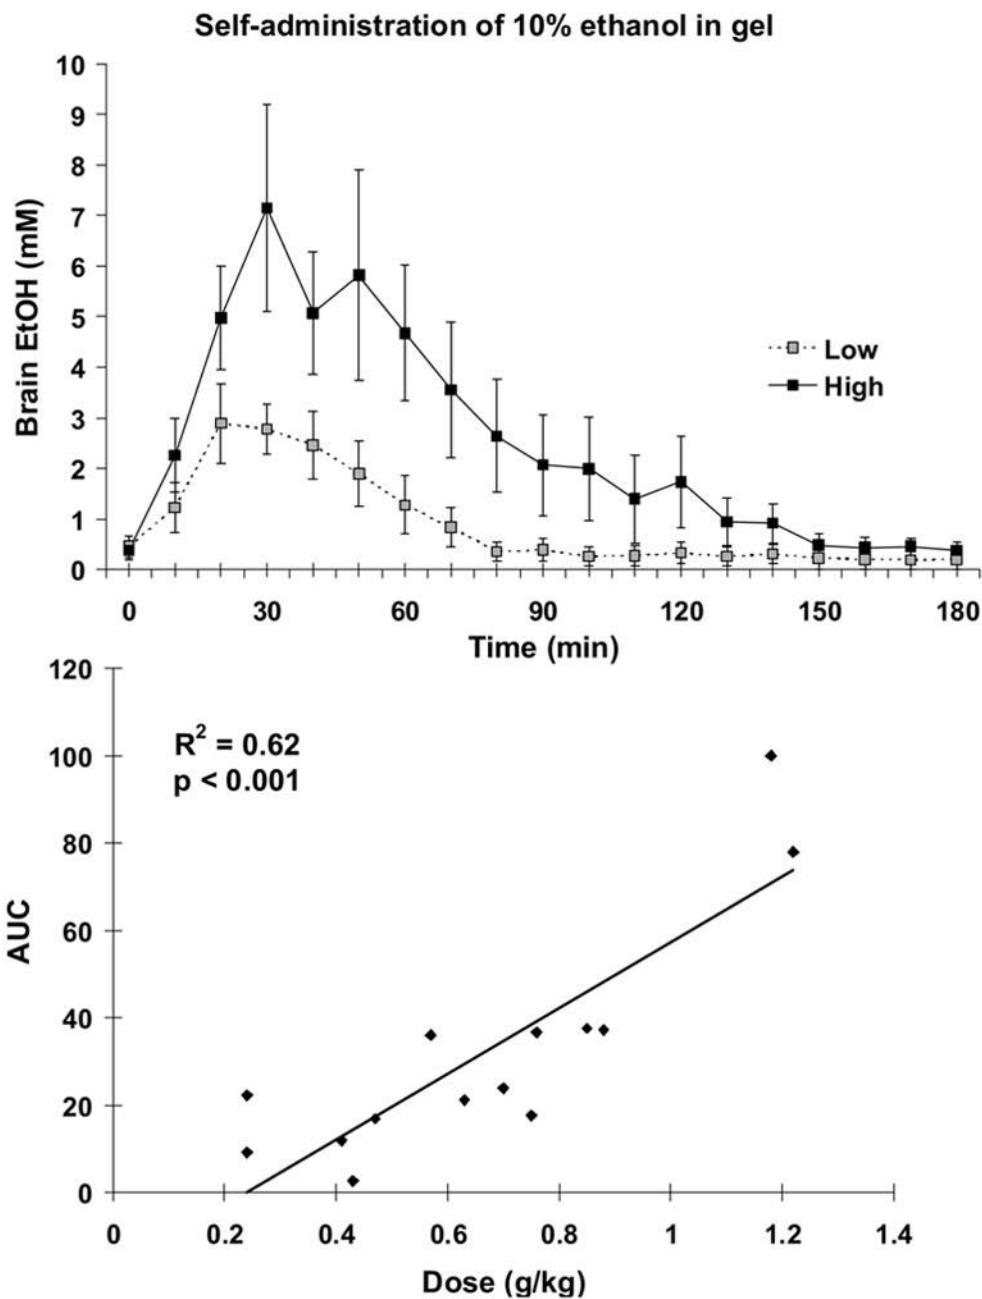 Self-administration of 10% ethanol in gel
10
9
8
7
6
5
4
3
2
1
0
Brain EtOH (mM)
Low
High
0 30 60 90 120 150 180
Time (min)
120
100
80
60
40
20
0
AUC
R² = 0.62
p < 0.001
0 0.2 0.4 0.6 0.8 1 1.2 1.4
Dose (g/kg)